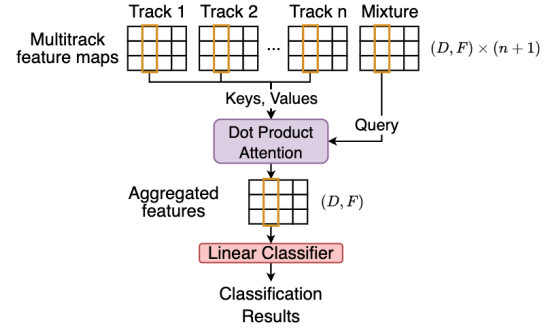 Track 1 Track 2 Track n Mixture
Multitrack
feature maps
...
(D, F) × (n + 1)
Keys, Values
Query
Dot Product
Attention
Aggregated
features
(D, F)
Linear Classifier
Classification
Results